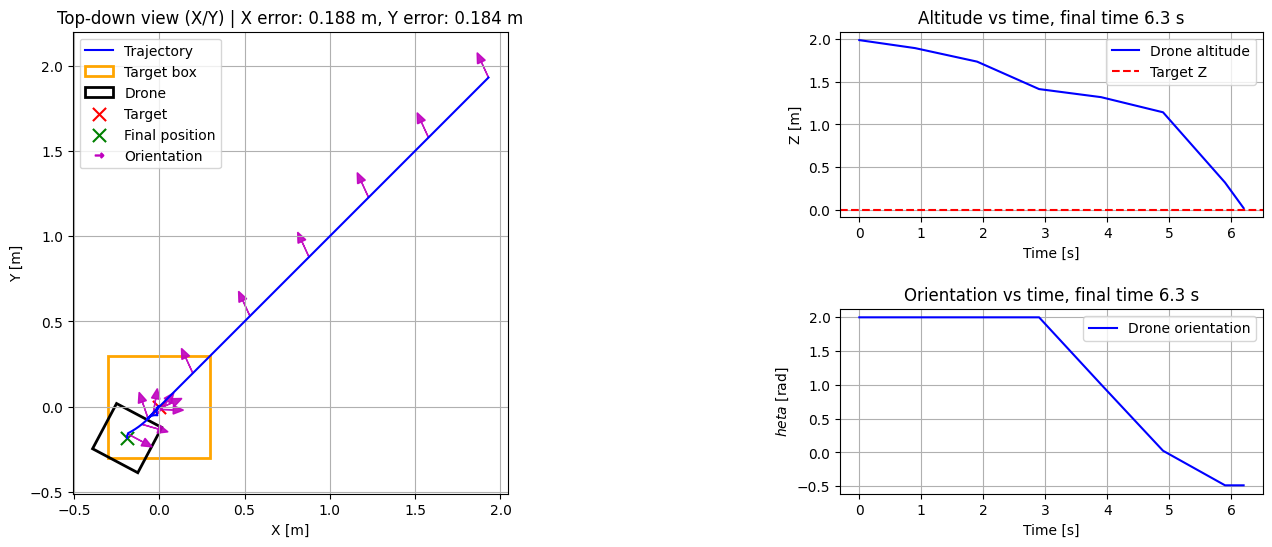 Top-down view (X/Y) | X error: 0.188 m, Y error: 0.184 m
Trajectory
Target box
Drone
Target
Final position
Orientation
2.0
1.5
1.0
0.5
0.0
−0.5
Y [m]
−0.5
0.0
0.5
1.0
1.5
2.0
X [m]
Altitude vs time, final time 6.3 s
Drone altitude
Target Z
2.0
1.5
1.0
0.5
0.0
Z [m]
0
1
2
3
4
5
6
Time [s]
Orientation vs time, final time 6.3 s
Drone orientation
2.0
1.5
1.0
0.5
0.0
−0.5
heta [rad]
0
1
2
3
4
5
6
Time [s]